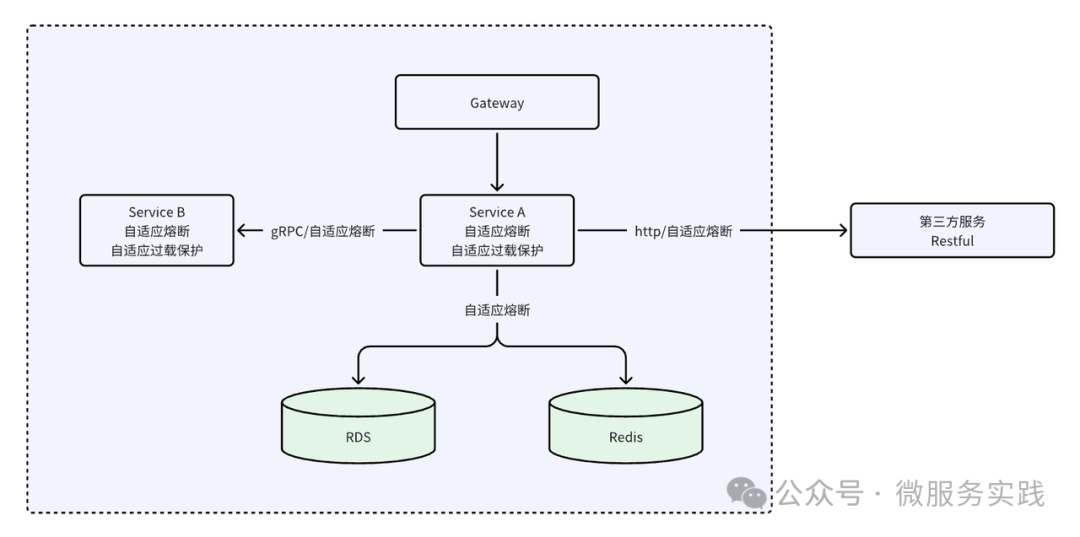 Gateway
Service B
自适应熔断
自适应过载保护
gRPC/自适应熔断
Service A
自适应熔断
自适应过载保护
http/自适应熔断
第三方服务
Restful
自适应熔断
RDS
Redis
公众号 · 微服务实践